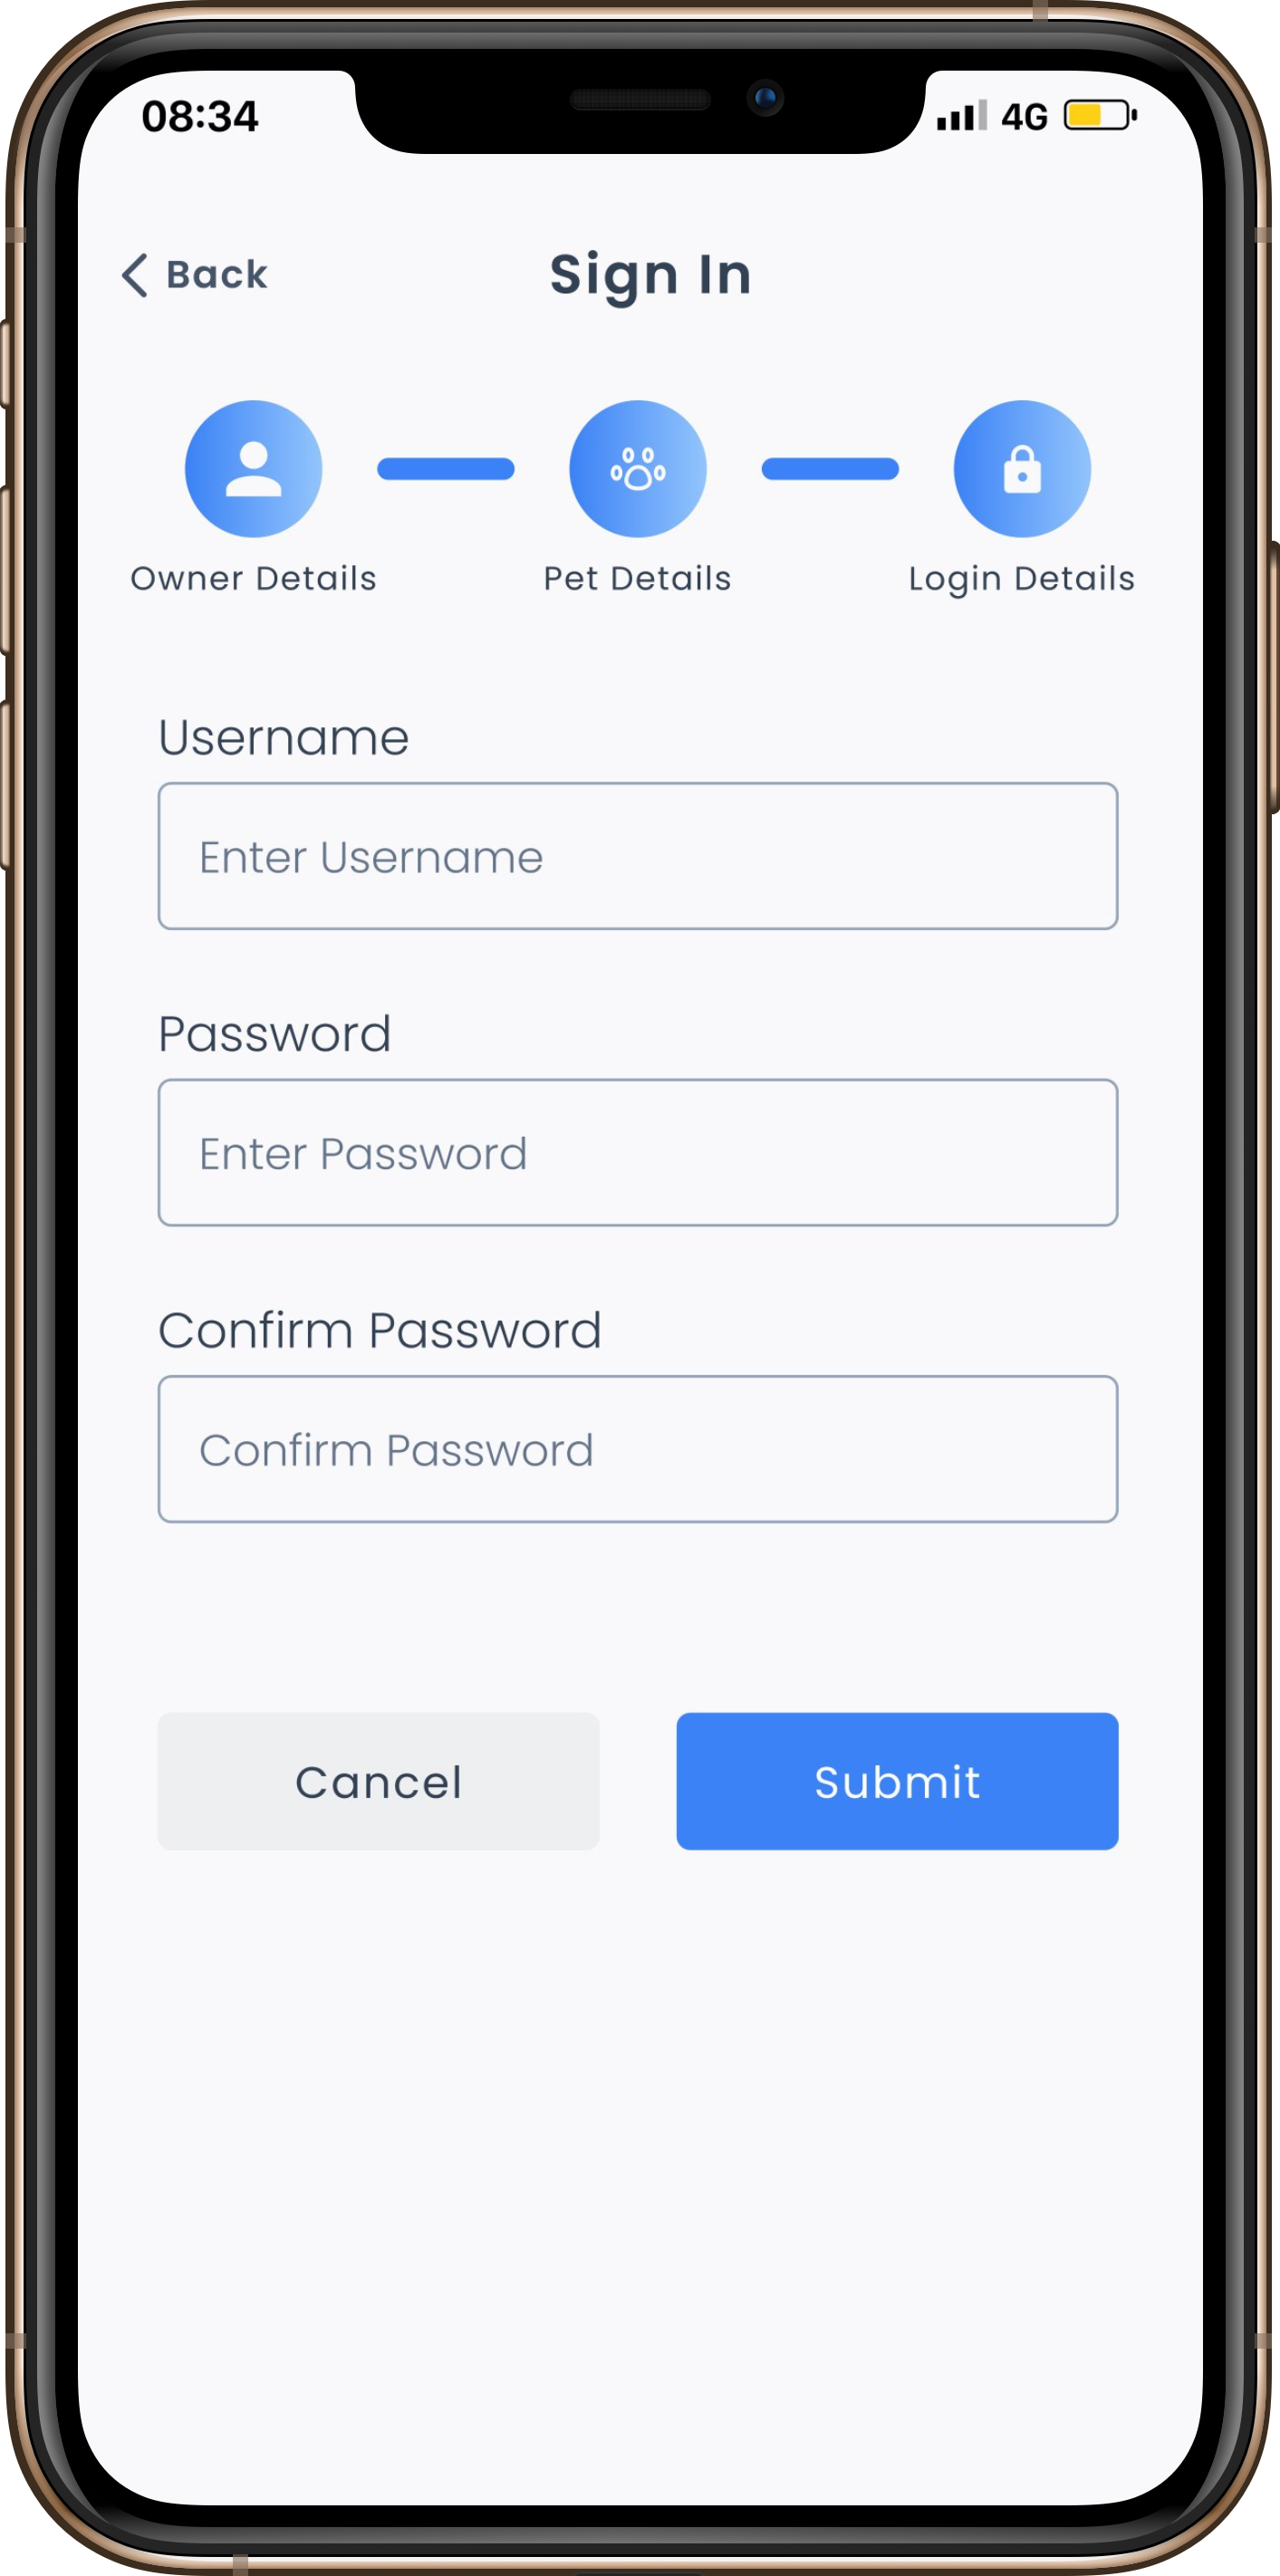 08:34 4G
Back Sign In
Owner Details Pet Details Login Details
Username
Enter Username
Password
Enter Password
Confirm Password
Confirm Password
Cancel Submit